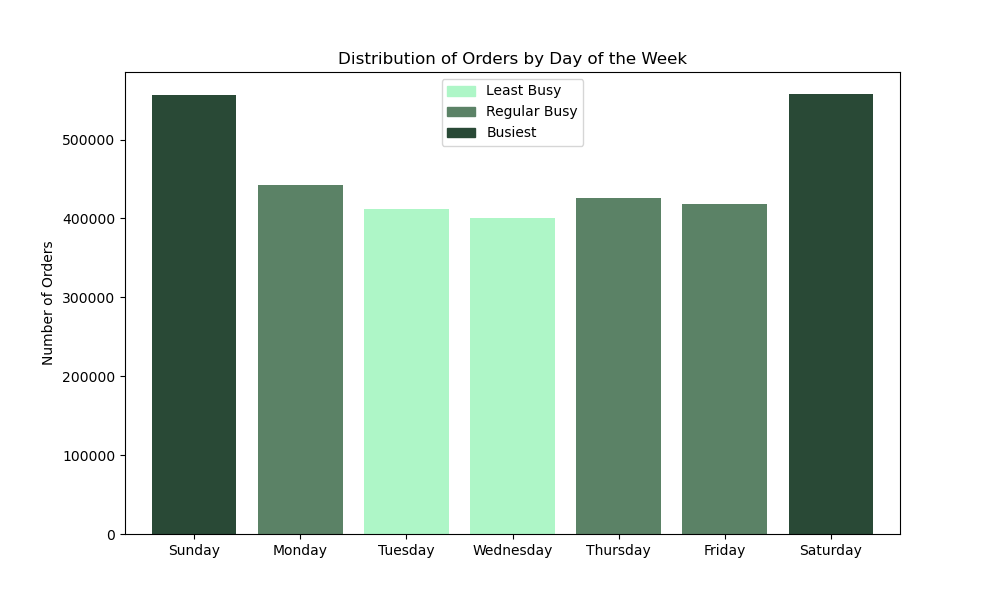 Distribution of Orders by Day of the Week
Least Busy
Regular Busy
Busiest
Number of Orders
500000
400000
300000
200000
100000
0
Sunday Monday Tuesday Wednesday Thursday Friday Saturday